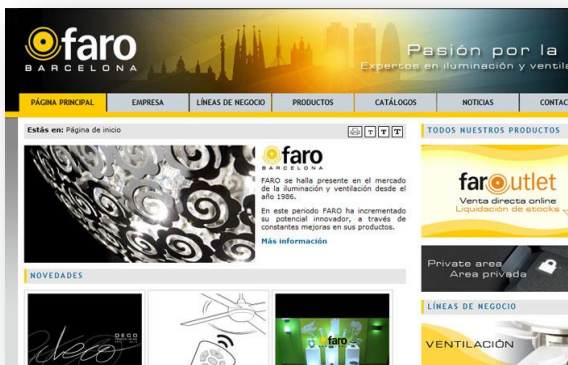 faro
BARCELONA
Pasión por la
Expertos en iluminación y ventila
PÁGINA PRINCIPAL
EMPRESA
LÍNEAS DE NEGOCIO
PRODUCTOS
CATÁLOGOS
NOTICIAS
CONTAC
Estás en: Página de inicio
T T T
TODOS NUESTROS PRODUCTOS
faro
FARO se halla presente en el mercado
de la iluminación y ventilación desde el
año 1986.
En este periodo FARO ha incrementado
su potencial innovador, a través de
constantes mejoras en sus productos.
Más información
faroutlet
Venta directa online
Liquidación de stocks
Private area
Área privada
NOVEDADES
LÍNEAS DE NEGOCIO
deco
DECO
faro
VENTILACIÓN